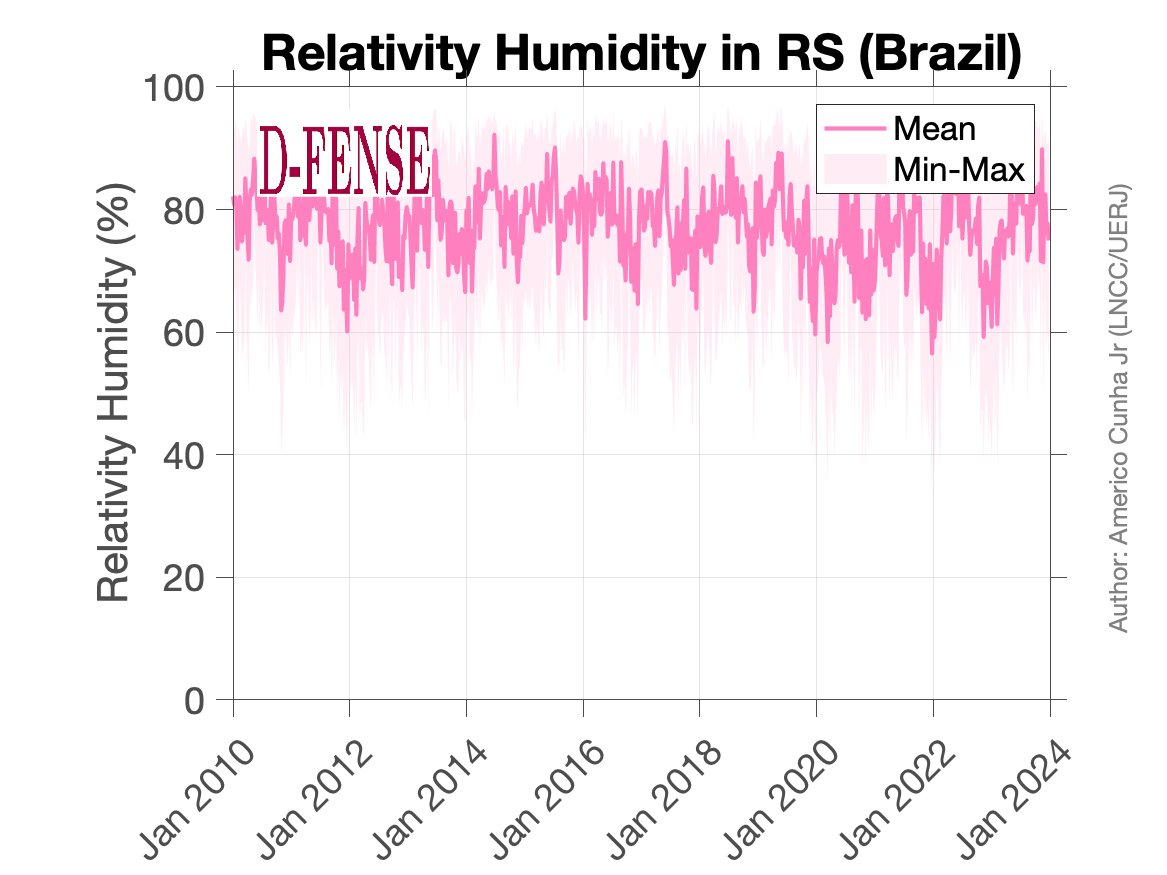 Relativity Humidity in RS (Brazil)
D-FENSE
Mean
Min-Max
Relativity Humidity (%)
100
80
60
40
20
0
Jan 2010
Jan 2012
Jan 2014
Jan 2016
Jan 2018
Jan 2020
Jan 2022
Jan 2024
Author: Americo Cunha Jr (LNCC/UERJ)